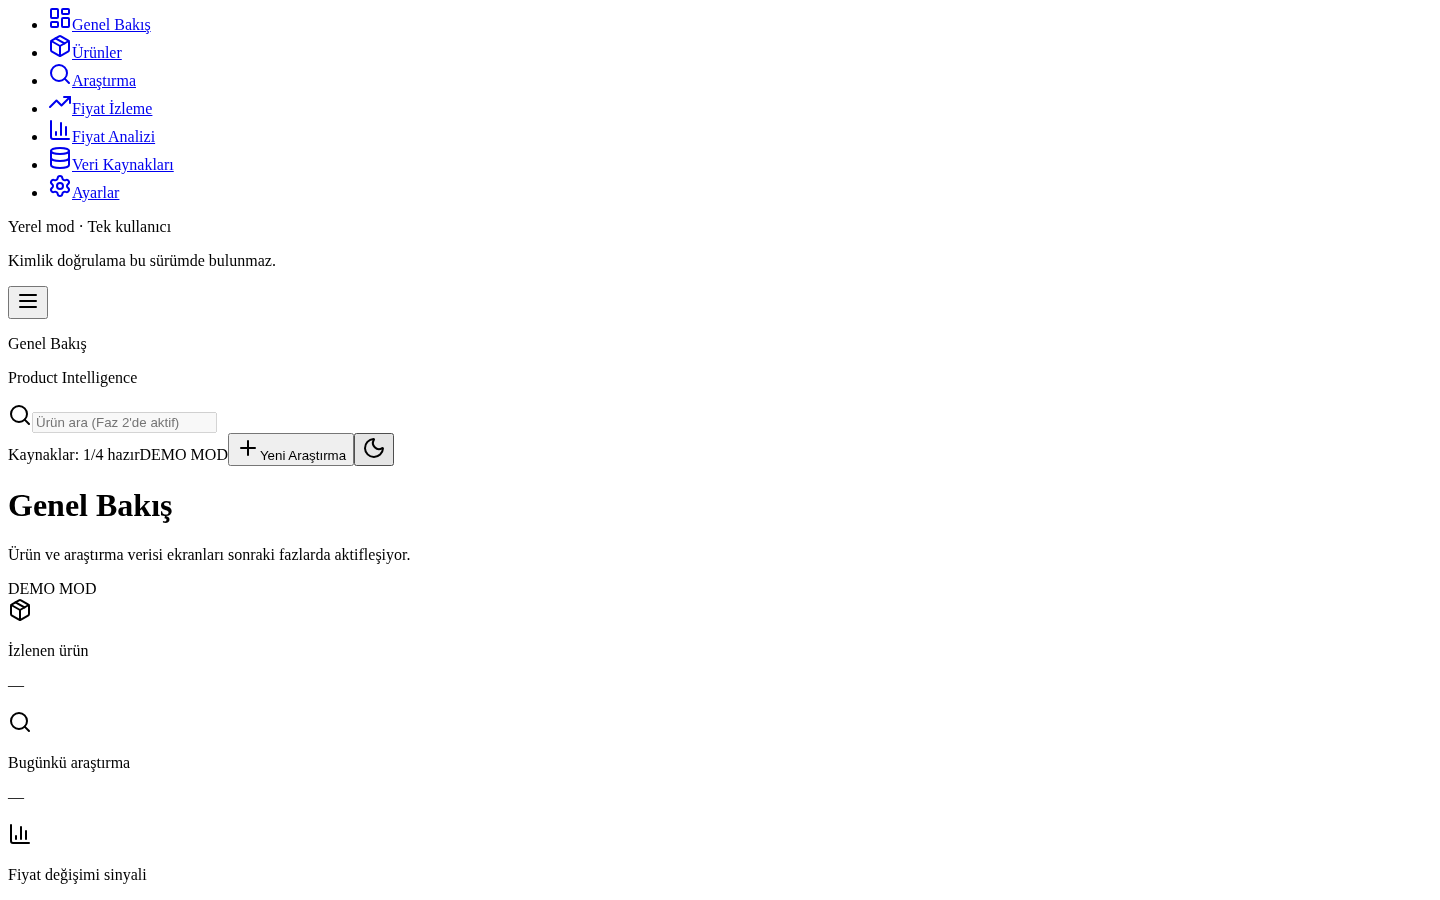 Genel Bakış
Ürünler
Araştırma
Fiyat İzleme
Fiyat Analizi
Veri Kaynakları
Ayarlar
Yerel mod · Tek kullanıcı
Kimlik doğrulama bu sürümde bulunmaz.
Genel Bakış
Product Intelligence
Ürün ara (Faz 2'de aktif)
Kaynaklar: 1/4 hazırDEMO MOD Yeni Araştırma
Genel Bakış
Ürün ve araştırma verisi ekranları sonraki fazlarda aktifleşiyor.
DEMO MOD
İzlenen ürün
—
Bugünkü araştırma
—
Fiyat değişimi sinyali